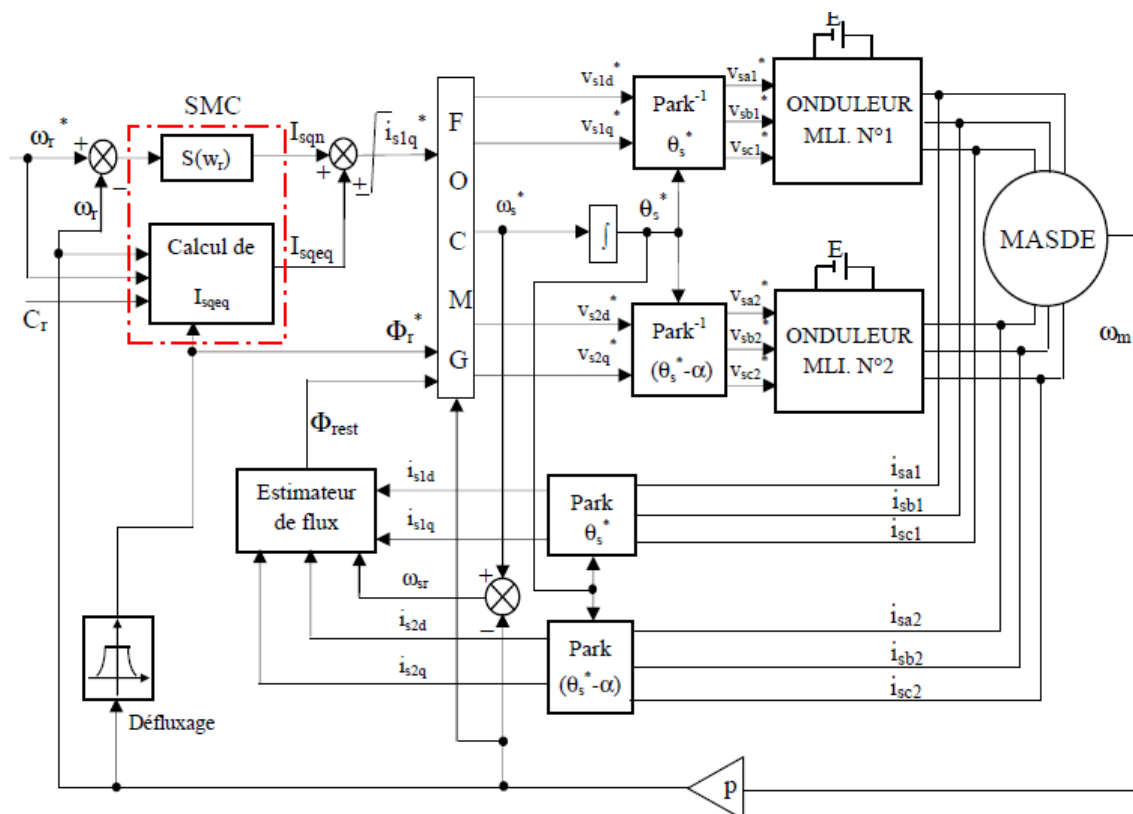 SMC
ωr*
+
−
ωr
S(wr)
Isqn
+
+
−
is1q*
Calcul de
Isqeq
Isqeq
Cr
Φr*
F
O
C
M
G
vs1d*
vs1q*
Park-1
θs*
vsa1*
vsb1*
vsc1*
E
ONDULEUR
MLI. N°1
ωs*
∫
θs*
MASDE
vs2d*
vs2q*
Park-1
(θs*-α)
vsa2*
vsb2*
vsc2*
E
ONDULEUR
MLI. N°2
ωm
Φrest
Estimateur
de flux
is1d
is1q
Park
θs*
isa1
isb1
isc1
ωsr
+
−
is2d
is2q
Park
(θs*-α)
isa2
isb2
isc2
Défluxage
p